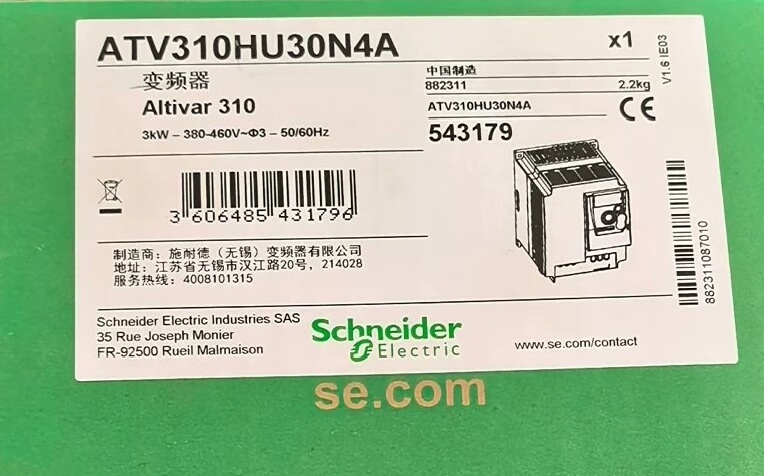 ATV310HU30N4A
x1
变频器
Altivar 310
3kW – 380-460V~Φ3 – 50/60Hz
中国制造
882311 2.2kg
ATV310HU30N4A
543179
CE
V1.6 IE03
3 606485 431796
制造商：施耐德（无锡）变频器有限公司
地址：江苏省无锡市汉江路20号，214028
服务热线：4008101315
882311087010
Schneider Electric Industries SAS
35 Rue Joseph Monier
FR-92500 Rueil Malmaison
Schneider
Electric
www.se.com/contact
se.com